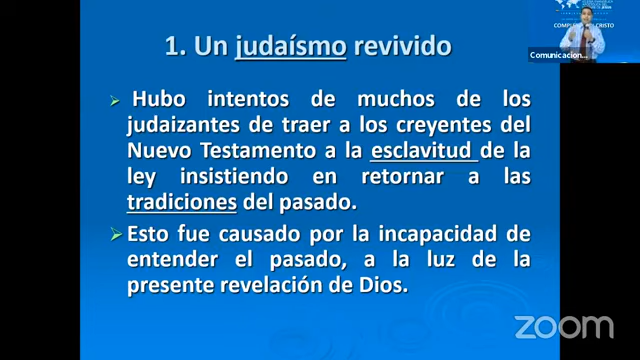 COMPLE CRISTO
Comunicacion...
1. Un judaísmo revivido
Hubo intentos de muchos de los
judaizantes de traer a los creyentes del
Nuevo Testamento a la esclavitud de la
ley insistiendo en retornar a las
tradiciones del pasado.
Esto fue causado por la incapacidad de
entender el pasado, a la luz de la
presente revelación de Dios.
zoom